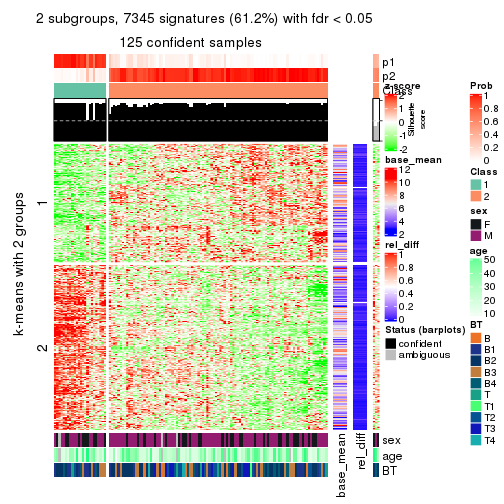 2 subgroups, 7345 signatures (61.2%) with fdr < 0.05
125 confident samples
p1
p2
Class
Silhouette
score
k-means with 2 groups
1
2
z-score
2
1
0
-1
-2
base_mean
12
10
8
6
4
2
rel_diff
1
0.8
0.6
0.4
0.2
0
Status (barplots)
confident
ambiguous
Prob
1
0.8
0.6
0.4
0.2
0
Class
1
2
sex
F
M
age
50
40
30
20
10
BT
B
B1
B2
B3
B4
T
T1
T2
T3
T4
sex
age
BT
base_mean
rel_diff